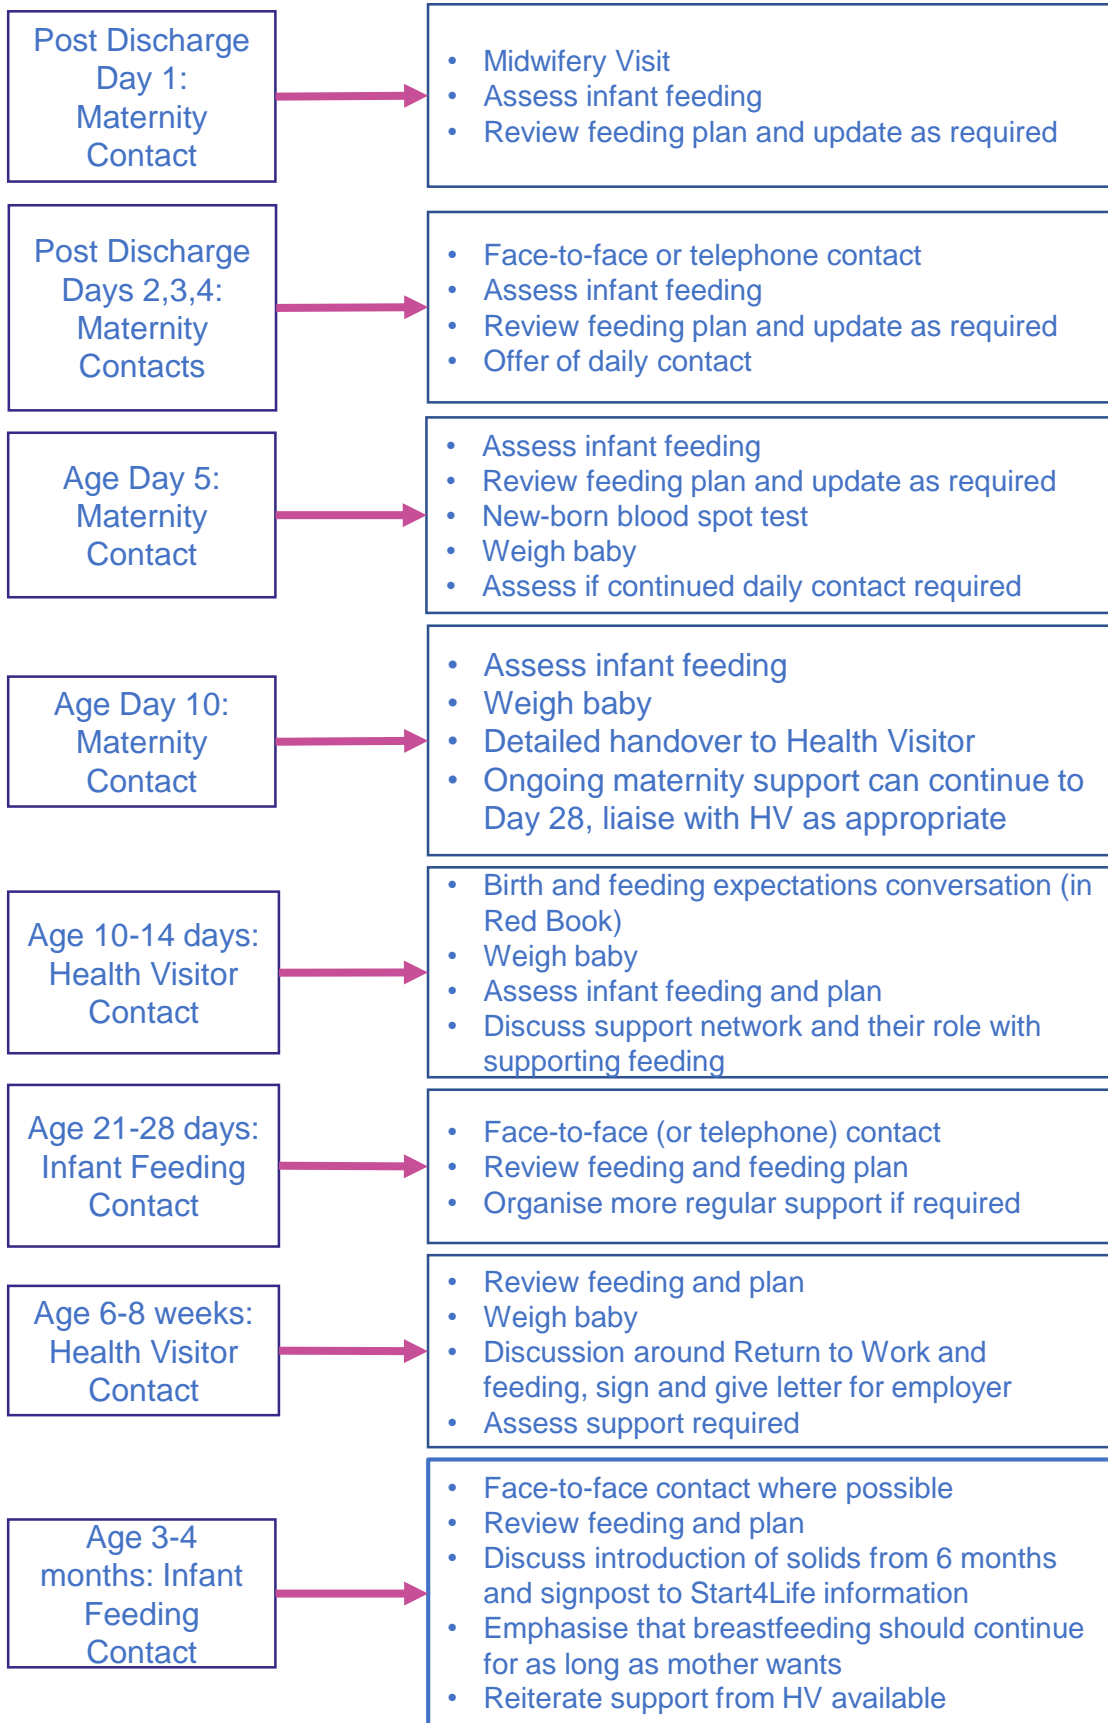 Post Discharge
Day 1:
Maternity
Contact
• Midwifery Visit
• Assess infant feeding
• Review feeding plan and update as required
Post Discharge
Days 2,3,4:
Maternity
Contacts
• Face-to-face or telephone contact
• Assess infant feeding
• Review feeding plan and update as required
• Offer of daily contact
Age Day 5:
Maternity
Contact
• Assess infant feeding
• Review feeding plan and update as required
• New-born blood spot test
• Weigh baby
• Assess if continued daily contact required
Age Day 10:
Maternity
Contact
• Assess infant feeding
• Weigh baby
• Detailed handover to Health Visitor
• Ongoing maternity support can continue to
Day 28, liaise with HV as appropriate
Age 10-14 days:
Health Visitor
Contact
• Birth and feeding expectations conversation (in
Red Book)
• Weigh baby
• Assess infant feeding and plan
• Discuss support network and their role with
supporting feeding
Age 21-28 days:
Infant Feeding
Contact
• Face-to-face (or telephone) contact
• Review feeding and feeding plan
• Organise more regular support if required
Age 6-8 weeks:
Health Visitor
Contact
• Review feeding and plan
• Weigh baby
• Discussion around Return to Work and
feeding, sign and give letter for employer
• Assess support required
Age 3-4
months: Infant
Feeding
Contact
• Face-to-face contact where possible
• Review feeding and plan
• Discuss introduction of solids from 6 months
and signpost to Start4Life information
• Emphasise that breastfeeding should continue
for as long as mother wants
• Reiterate support from HV available